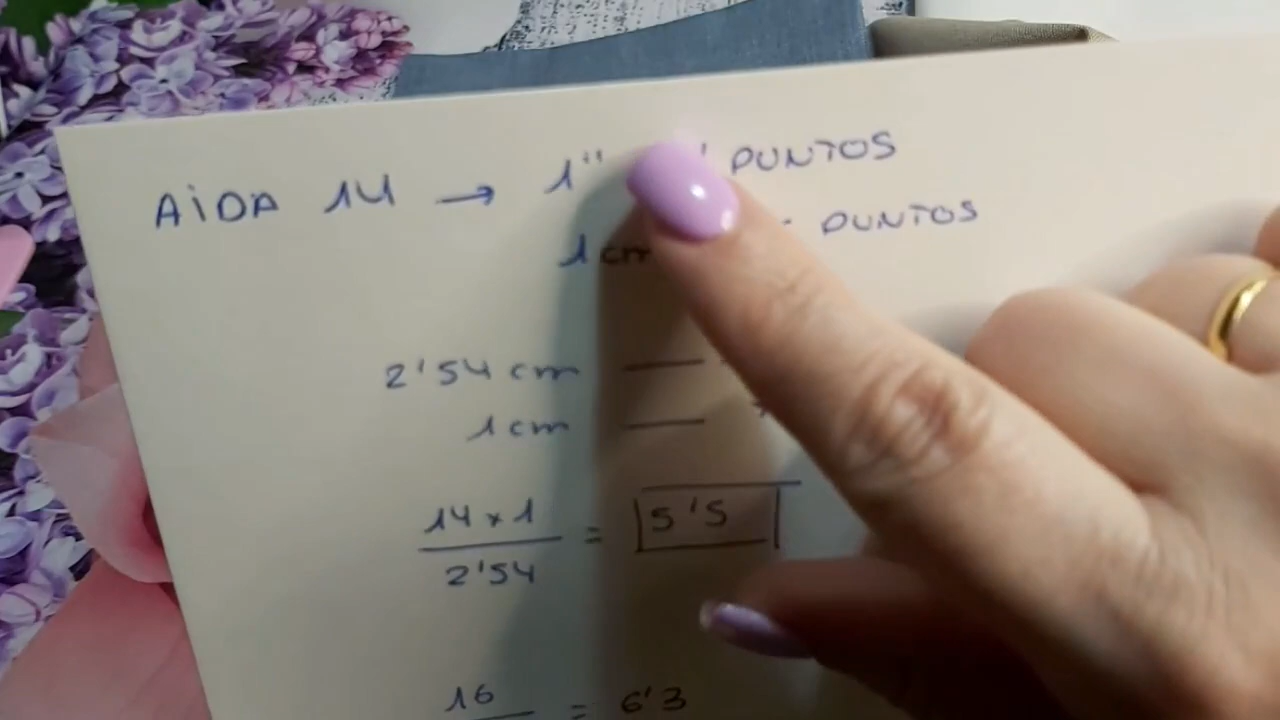 AiDA 14 → 1" PUNTOS
1 cm PUNTOS
2'54 cm —
1 cm —
14 x 1
2'54
= 5'5
16
= 6'3